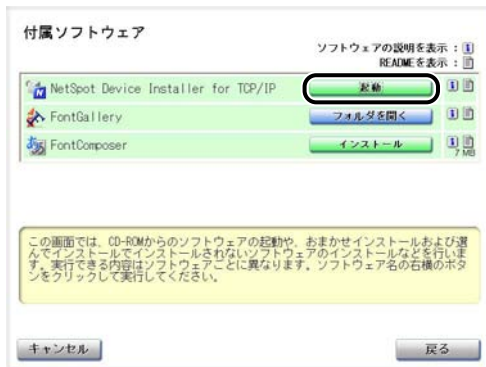 付属ソフトウェア
ソフトウェアの説明を表示 :
READMEを表示 :
NetSpot Device Installer for TCP/IP 起動
FontGallery フォルダを開く
FontComposer インストール
7 MB
この画面では、CD-ROMからのソフトウェアの起動や、おまかせインストールおよび選
んでインストールでインストールされないソフトウェアのインストールなどを行いま
す。実行できる内容はソフトウェアごとに異なります。ソフトウェア名の右横のボタ
ンをクリックして実行してください。
キャンセル 戻る